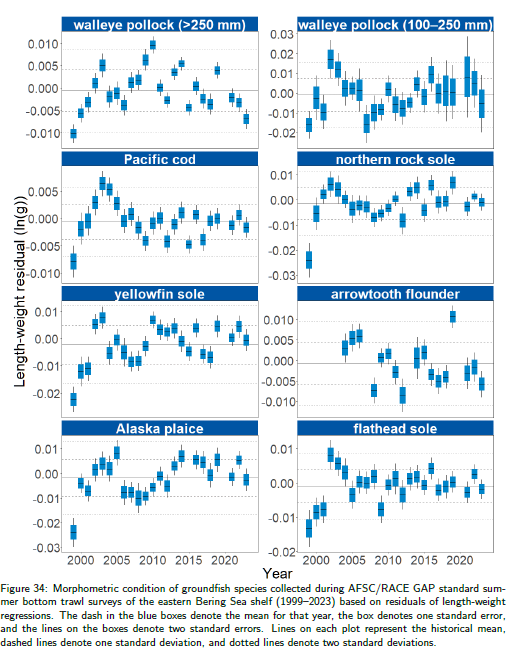 walleye pollock (>250 mm)
walleye pollock (100–250 mm)
0.010
0.005
0.000
-0.005
-0.010
0.03
0.02
0.01
0.00
-0.01
-0.02
Pacific cod
northern rock sole
0.005
0.000
-0.005
-0.010
0.01
0.00
-0.01
-0.02
-0.03
yellowfin sole
arrowtooth flounder
0.01
0.00
-0.01
-0.02
0.010
0.005
0.000
-0.005
-0.010
Alaska plaice
flathead sole
0.01
0.00
-0.01
-0.02
-0.03
0.01
0.00
-0.01
-0.02
2000 2005 2010 2015 2020
2000 2005 2010 2015 2020
Length-weight residual (ln(g))
Year
Figure 34: Morphometric condition of groundfish species collected during AFSC/RACE GAP standard sum-
mer bottom trawl surveys of the eastern Bering Sea shelf (1999–2023) based on residuals of length-weight
regressions. The dash in the blue boxes denote the mean for that year, the box denotes one standard error,
and the lines on the boxes denote two standard errors. Lines on each plot represent the historical mean,
dashed lines denote one standard deviation, and dotted lines denote two standard deviations.